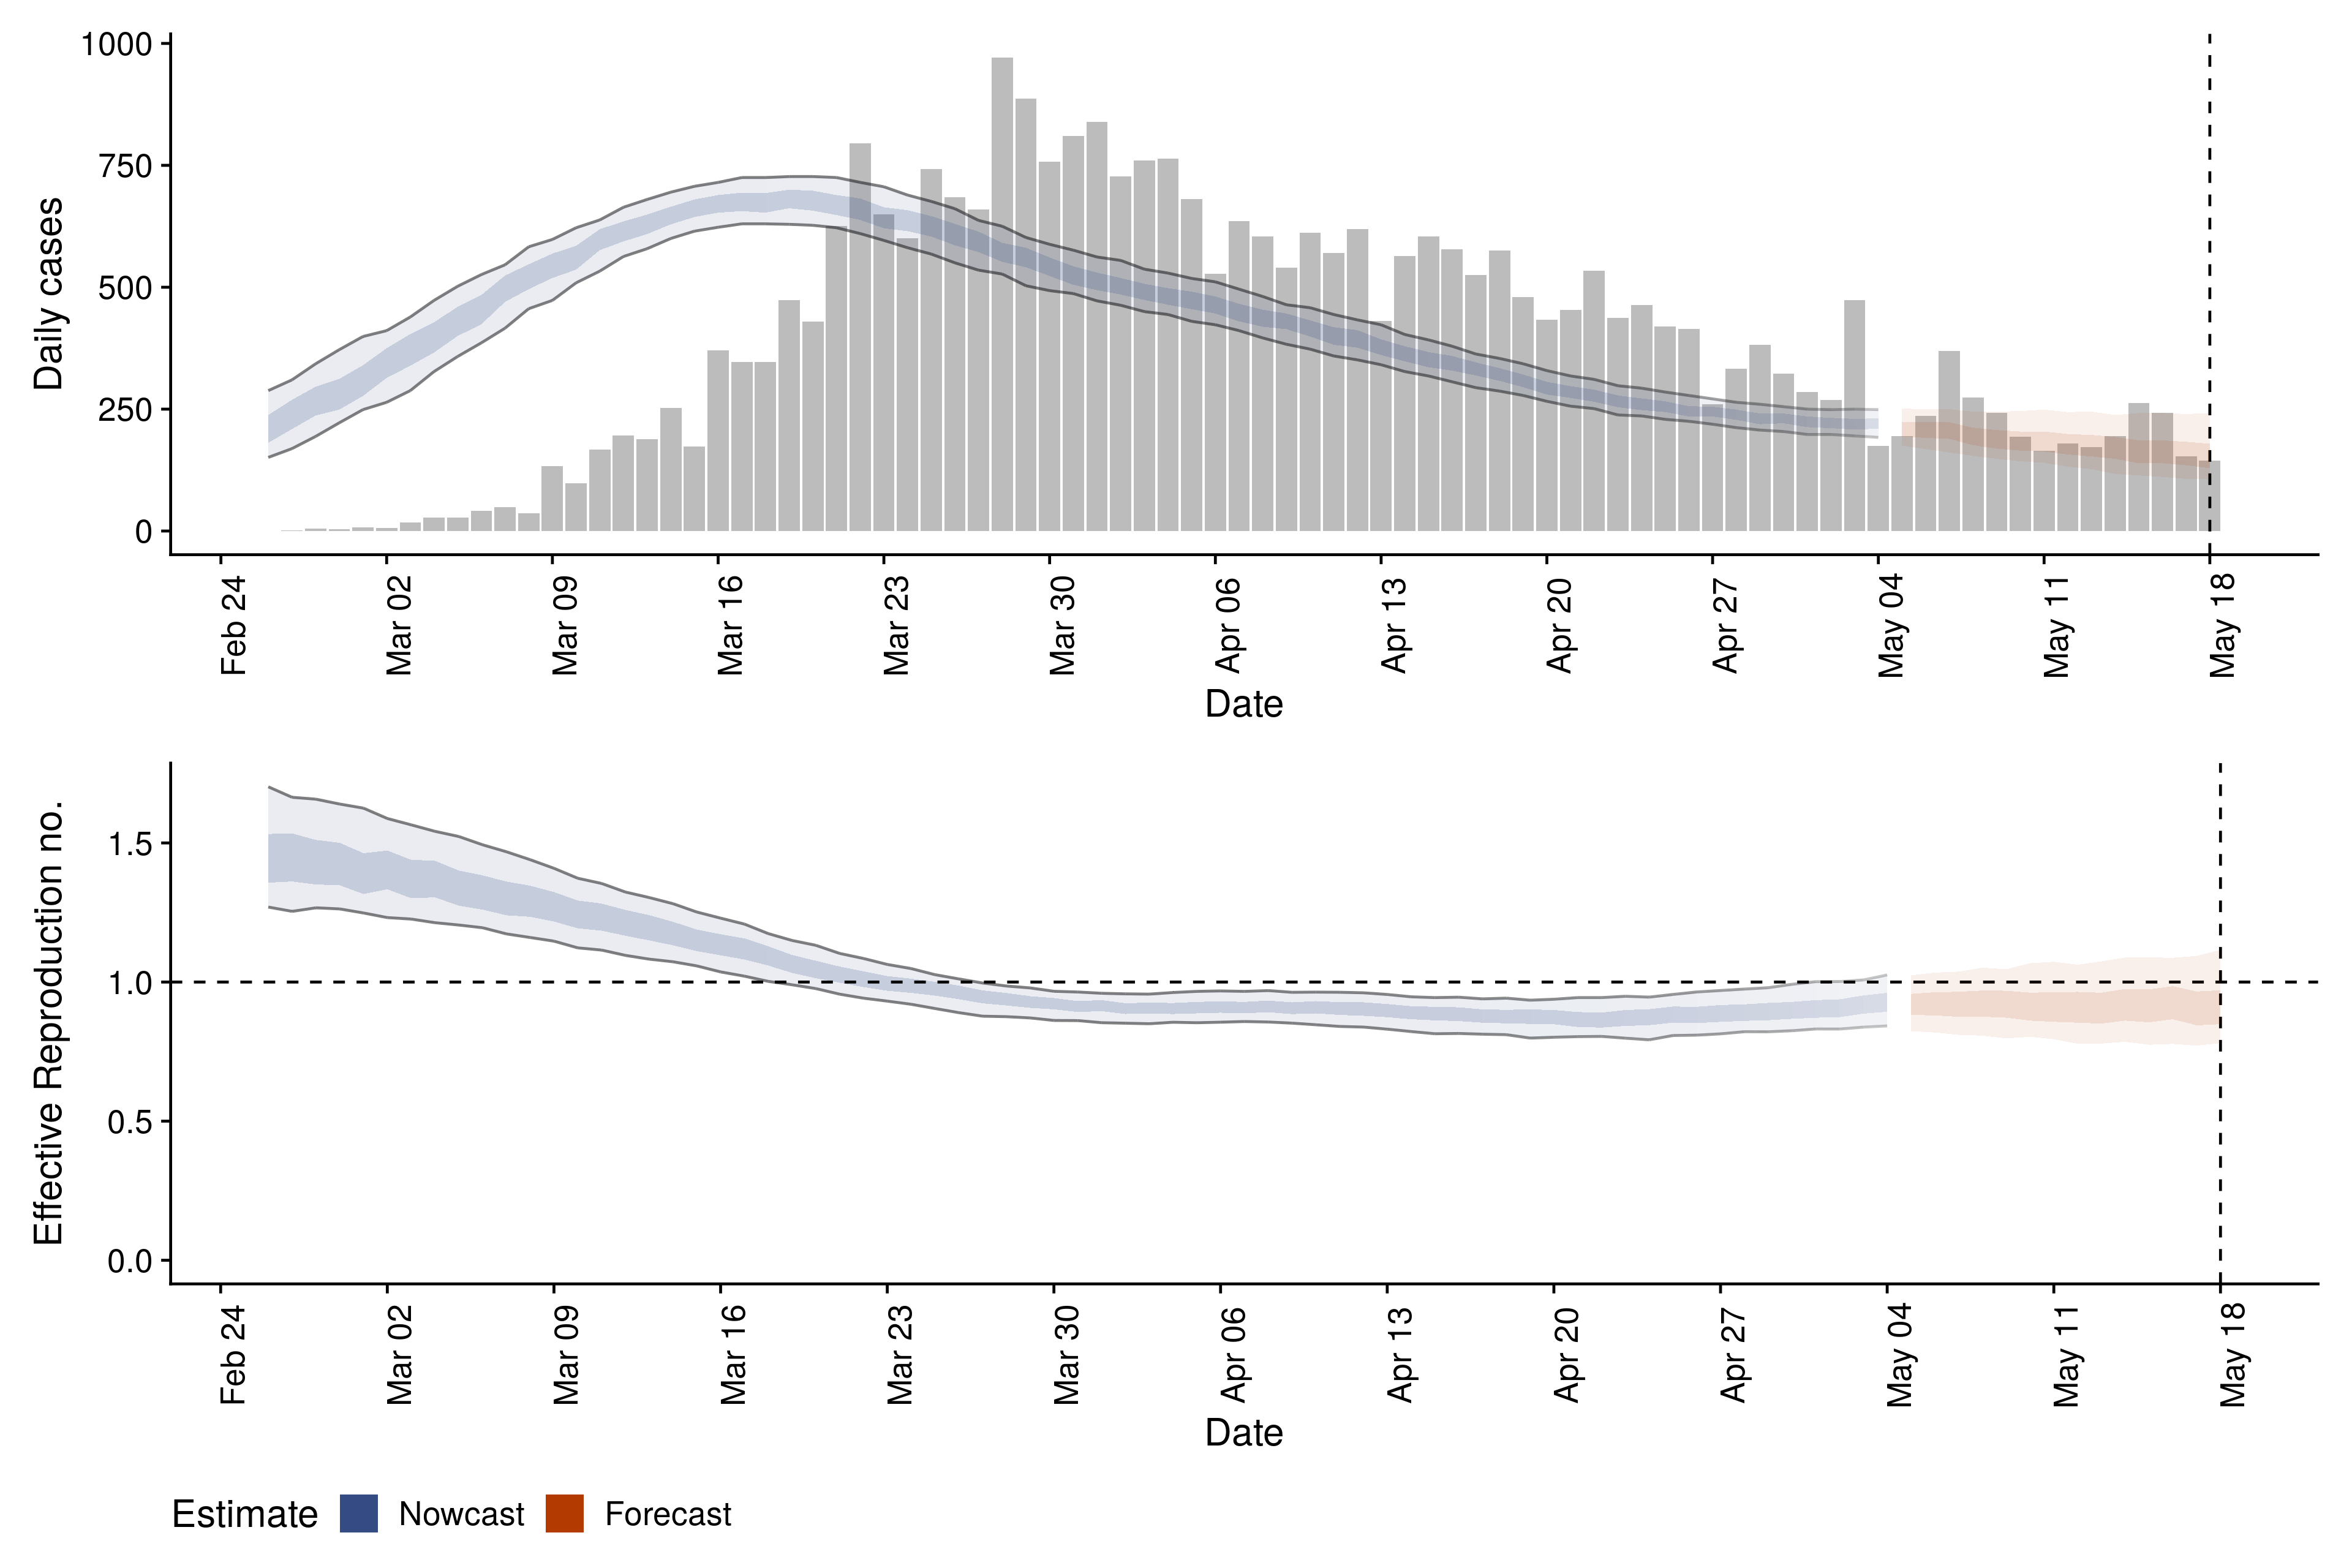 1000
750
500
250
0
Daily cases
Feb 24
Mar 02
Mar 09
Mar 16
Mar 23
Mar 30
Apr 06
Apr 13
Apr 20
Apr 27
May 04
May 11
May 18
Date
1.5
1.0
0.5
0.0
Effective Reproduction no.
Feb 24
Mar 02
Mar 09
Mar 16
Mar 23
Mar 30
Apr 06
Apr 13
Apr 20
Apr 27
May 04
May 11
May 18
Date
Estimate Nowcast Forecast